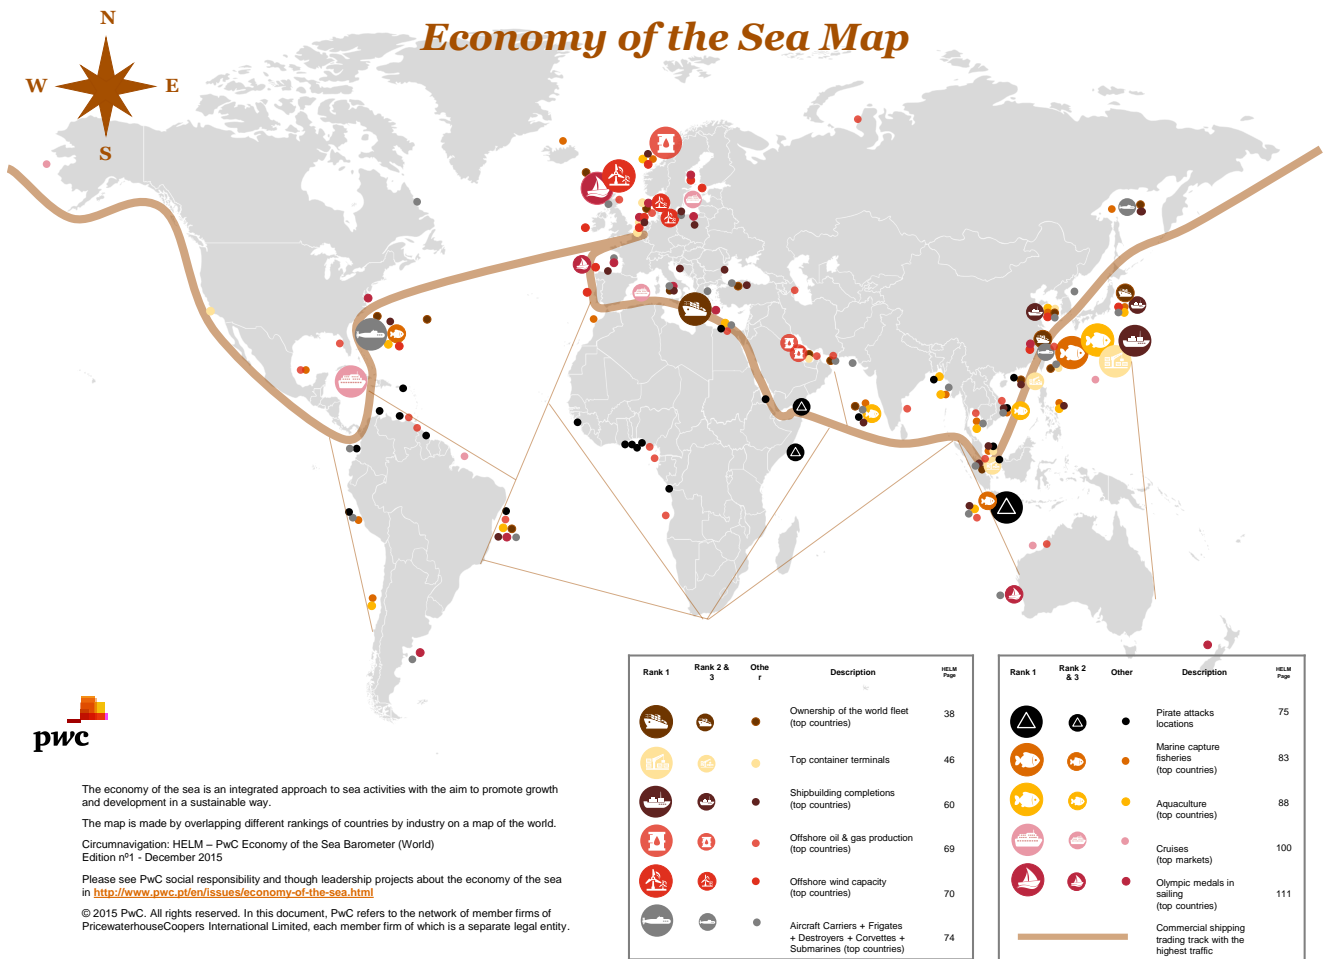 Economy of the Sea Map
N
W
E
S
pwc
The economy of the sea is an integrated approach to sea activities with the aim to promote growth
and development in a sustainable way.
The map is made by overlapping different rankings of countries by industry on a map of the world.
Circumnavigation: HELM – PwC Economy of the Sea Barometer (World)
Edition nº1 - December 2015
Please see PwC social responsibility and though leadership projects about the economy of the sea
in http://www.pwc.pt/en/issues/economy-of-the-sea.html
© 2015 PwC. All rights reserved. In this document, PwC refers to the network of member firms of
PricewaterhouseCoopers International Limited, each member firm of which is a separate legal entity.
Rank 1
Rank 2 &
3
Othe
r
Description
HELM
Page
Ownership of the world fleet
(top countries)
38
Top container terminals
46
Shipbuilding completions
(top countries)
60
Offshore oil & gas production
(top countries)
69
Offshore wind capacity
(top countries)
70
Aircraft Carriers + Frigates
+ Destroyers + Corvettes +
Submarines (top countries)
74
Rank 1
Rank 2
& 3
Other
Description
HELM
Page
Pirate attacks
locations
75
Marine capture
fisheries
(top countries)
83
Aquaculture
(top countries)
88
Cruises
(top markets)
100
Olympic medals in
sailing
(top countries)
111
Commercial shipping
trading track with the
highest traffic